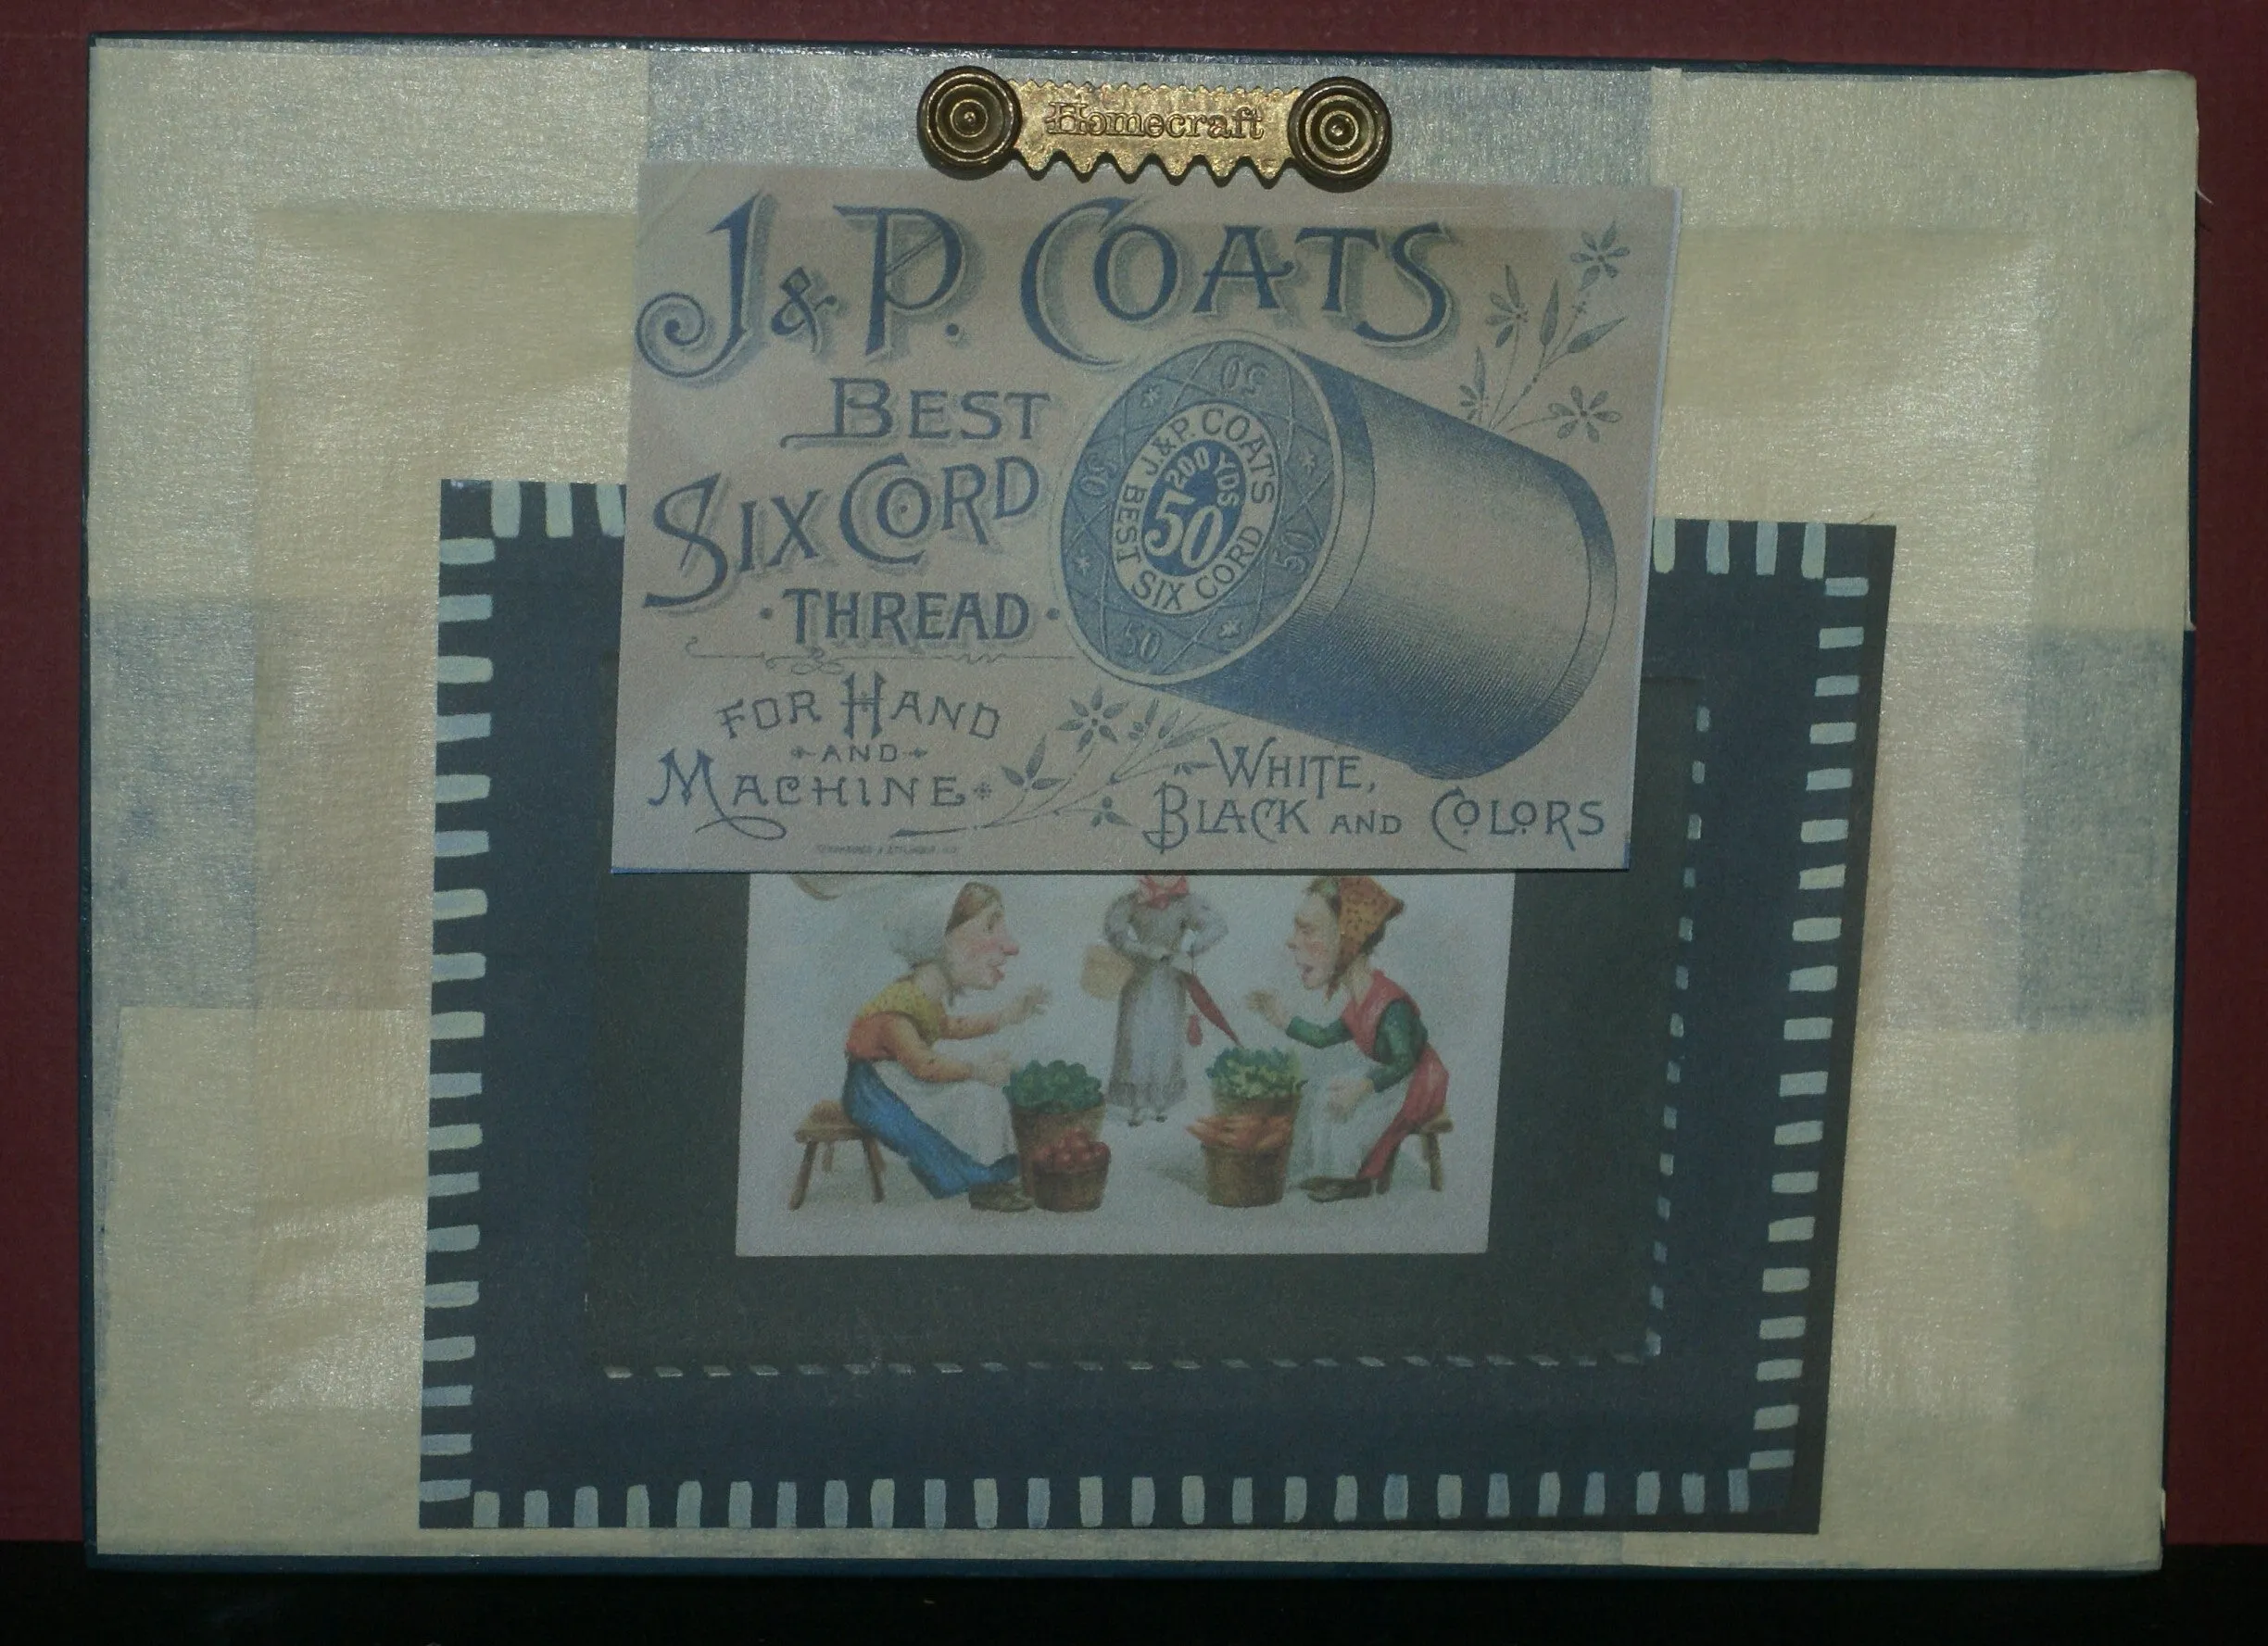 Homecraft
J & P. COATS
BEST
SIX CORD
THREAD
FOR HAND
AND
MACHINE
50
J. & P. COATS
200 YDS
50
BEST SIX CORD
50
50
50
WHITE,
BLACK AND COLORS